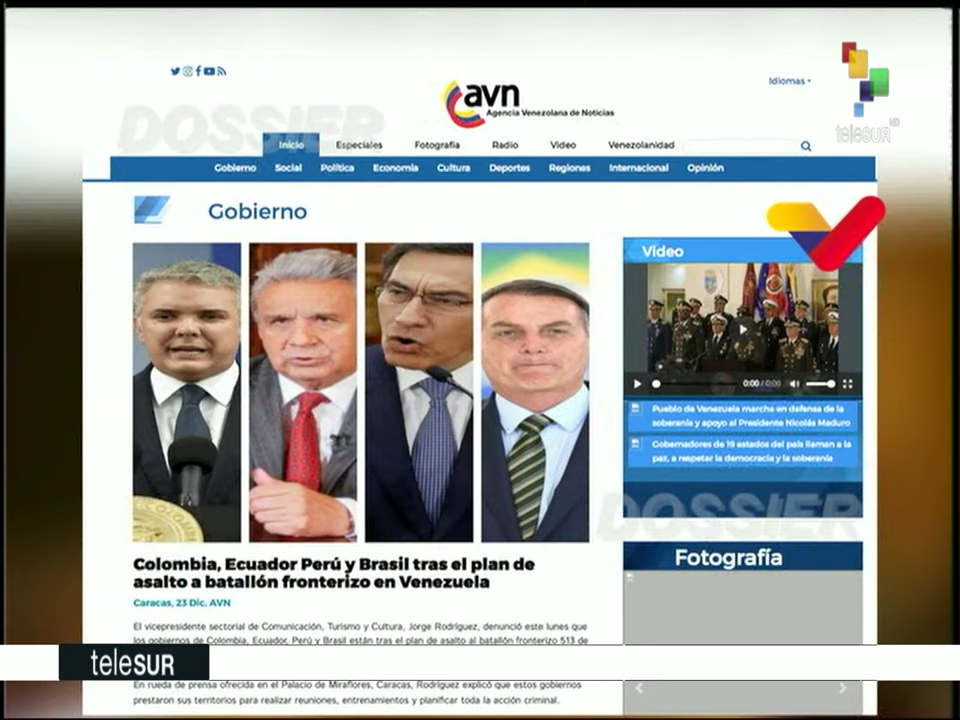 Idiomas
avn
Agencia Venezolana de Noticias
teleSUR HD
DOSSIER
Inicio Especiales Fotografía Radio Video Venezolanidad
Gobierno Social Política Economía Cultura Deportes Regiones Internacional Opinión
Gobierno
Video
0:00 / 0:00
Pueblo de Venezuela marcha en defensa de la
soberanía y apoyo al Presidente Nicolás Maduro
Gobernadores de 19 estados del país llaman a la
paz, a respetar la democracia y la soberanía
DOSSIER
Fotografía
Colombia, Ecuador Perú y Brasil tras el plan de
asalto a batallón fronterizo en Venezuela
Caracas, 23 Dic. AVN
El vicepresidente sectorial de Comunicación, Turismo y Cultura, Jorge Rodríguez, denunció este lunes que
los gobiernos de Colombia, Ecuador, Perú y Brasil están tras el plan de asalto al batallón fronterizo 513 de
teleSUR
En rueda de prensa ofrecida en el Palacio de Miraflores, Caracas, Rodríguez explicó que estos gobiernos
prestaron sus territorios para realizar reuniones, entrenamientos y planificar toda la acción criminal.